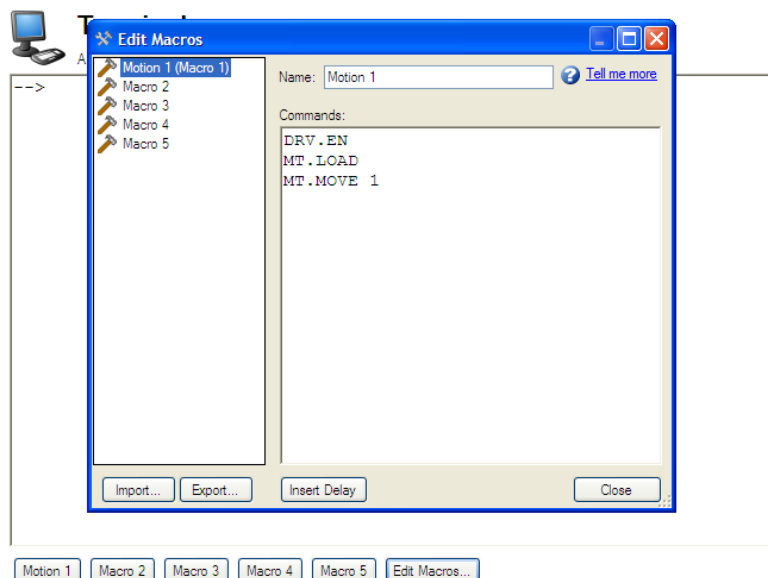 Edit Macros
Motion 1 (Macro 1)
Macro 2
Macro 3
Macro 4
Macro 5
Name:
Motion 1
Tell me more
Commands:
DRV.EN
MT.LOAD
MT.MOVE 1
Import...
Export...
Insert Delay
Close
-->
Motion 1
Macro 2
Macro 3
Macro 4
Macro 5
Edit Macros...